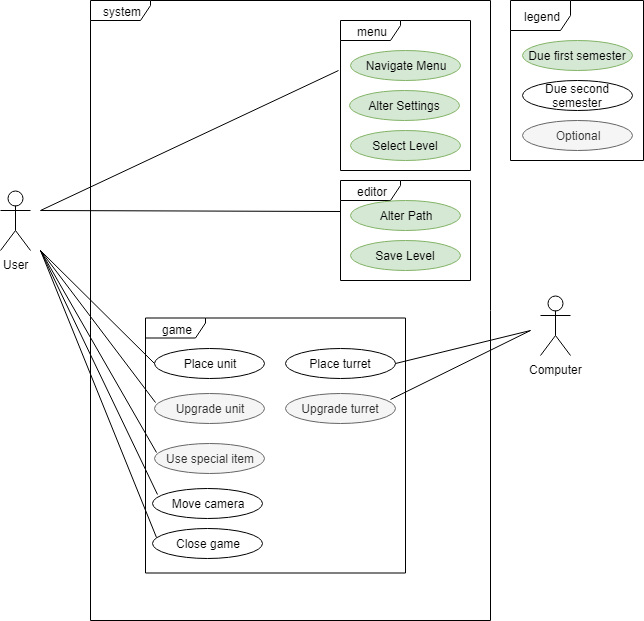 system
menu
Navigate Menu
Alter Settings
Select Level
legend
Due first semester
Due second
semester
Optional
editor
Alter Path
Save Level
User
game
Place unit
Place turret
Upgrade unit
Upgrade turret
Use special item
Move camera
Close game
Computer